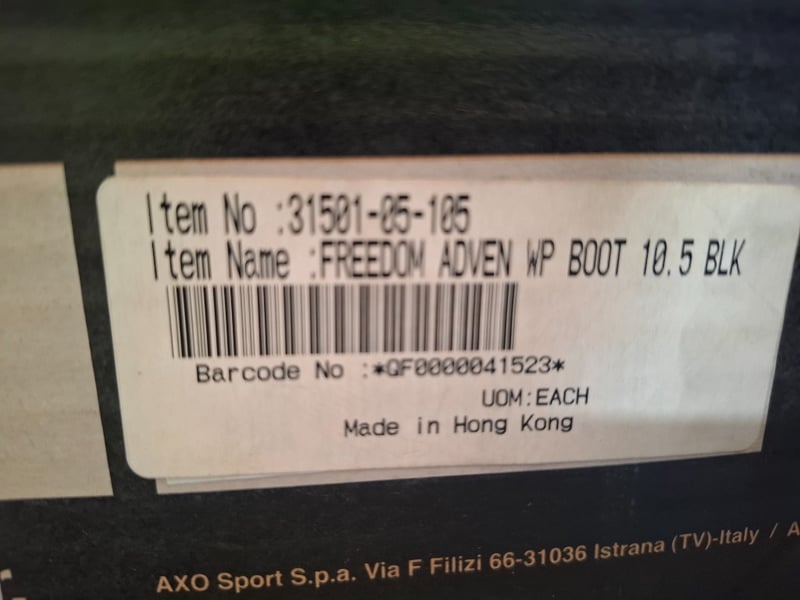 Item No :31501-05-105
Item Name :FREEDOM ADVEN WP BOOT 10.5 BLK
Barcode No :*QF0000041523*
UOM:EACH
Made in Hong Kong
AXO Sport S.p.a. Via F Filizi 66-31036 Istrana (TV)-Italy / A